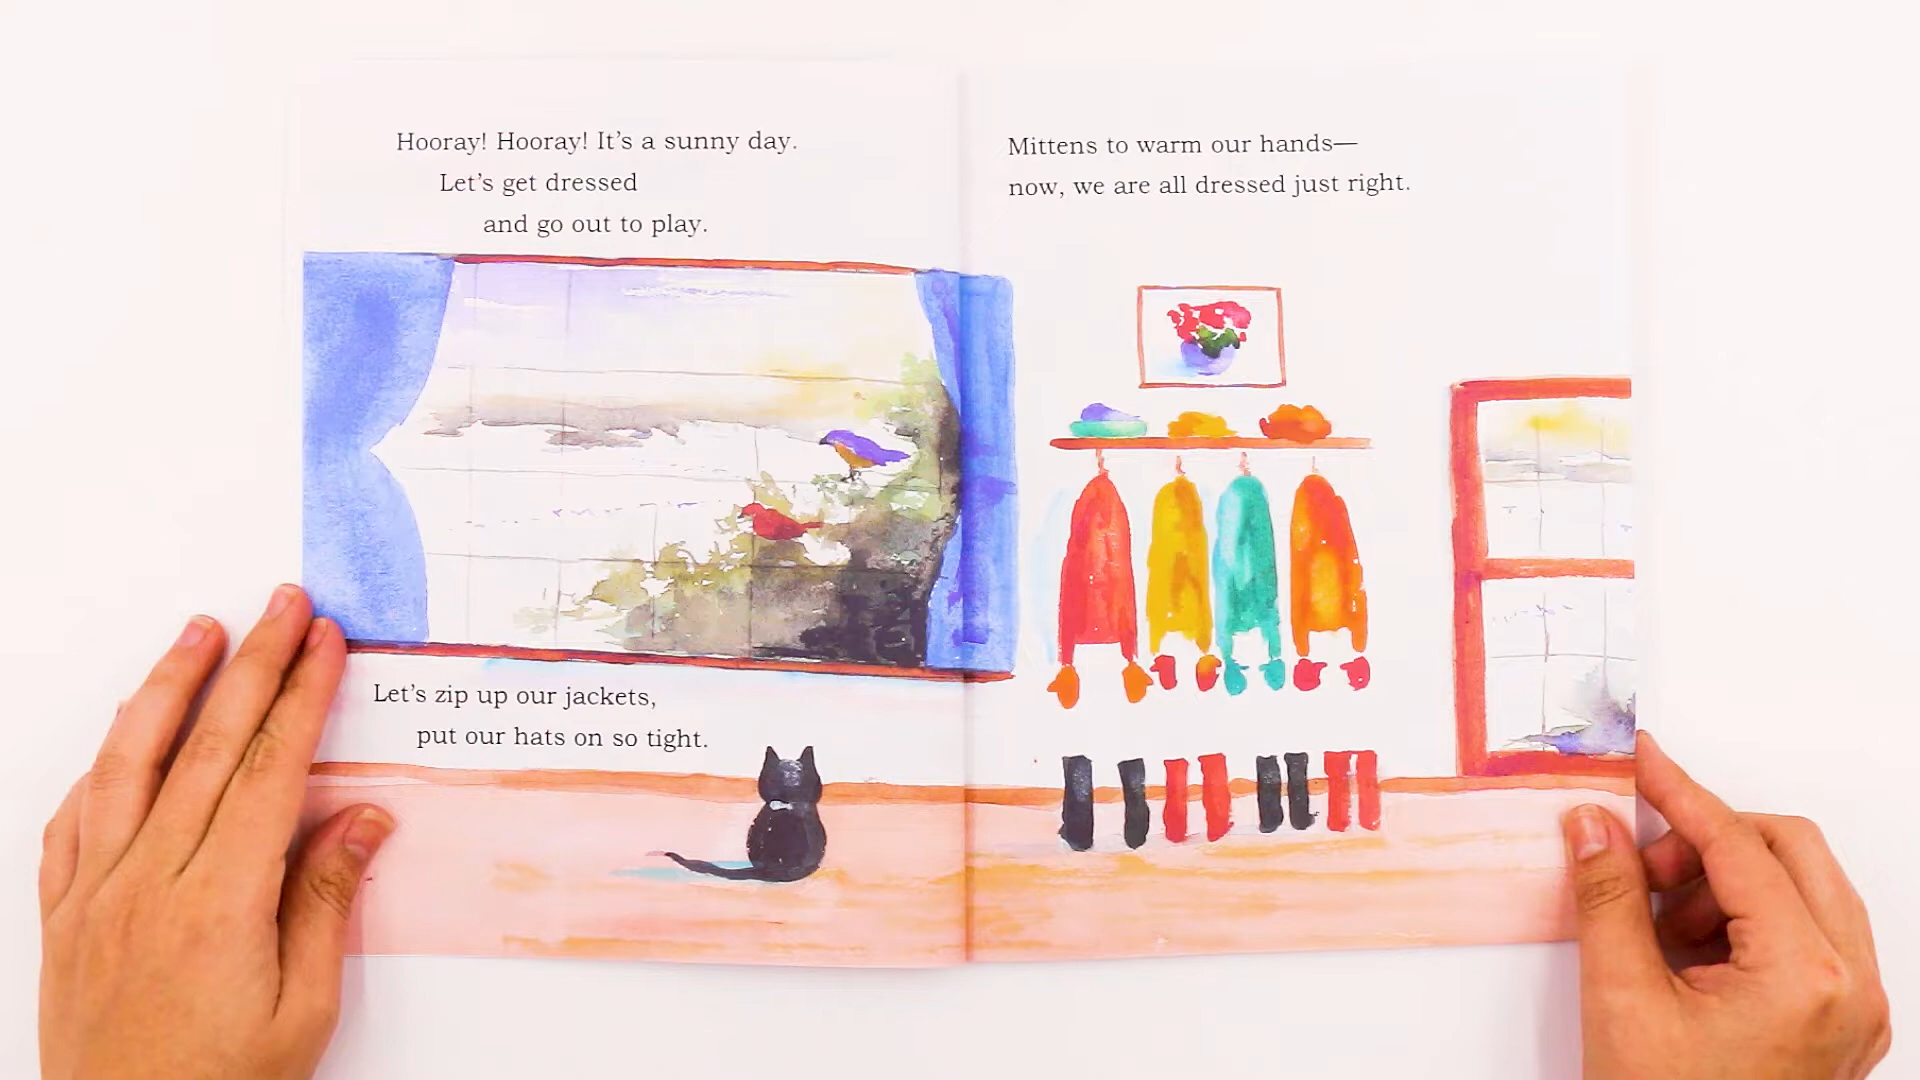 Hooray! Hooray! It's a sunny day.
Let's get dressed
and go out to play.
Let's zip up our jackets,
put our hats on so tight.
Mittens to warm our hands—
now, we are all dressed just right.